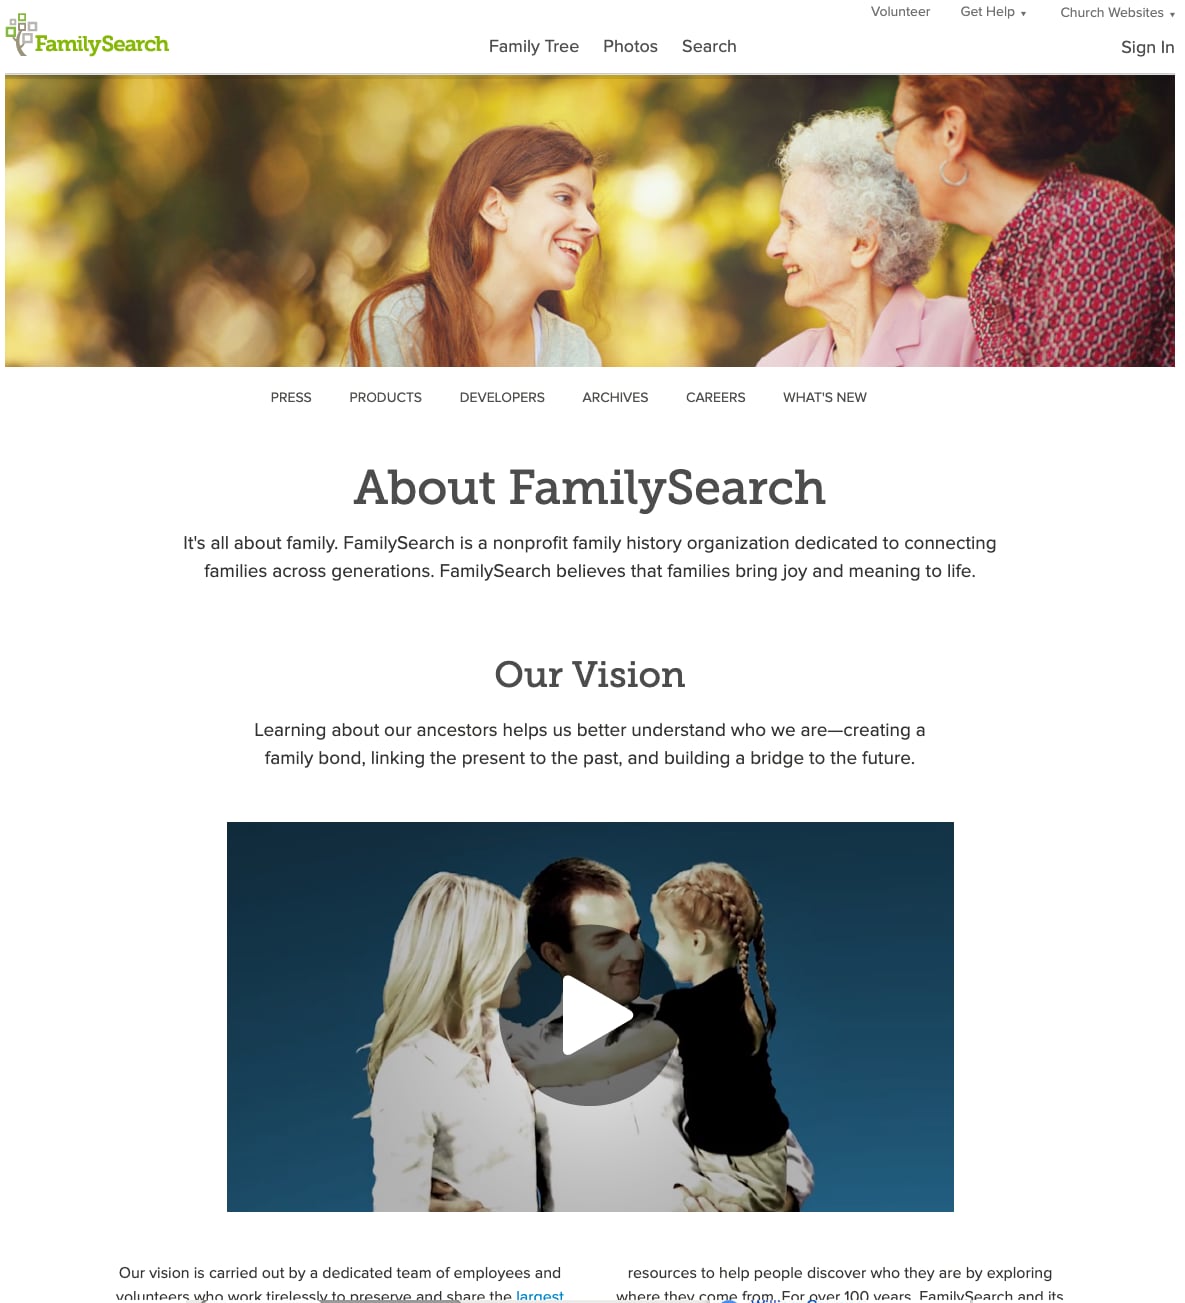 Volunteer Get Help Church Websites
FamilySearch
Family Tree Photos Search
Sign In
PRESS PRODUCTS DEVELOPERS ARCHIVES CAREERS WHAT'S NEW
About FamilySearch
It's all about family. FamilySearch is a nonprofit family history organization dedicated to connecting
families across generations. FamilySearch believes that families bring joy and meaning to life.
Our Vision
Learning about our ancestors helps us better understand who we are—creating a
family bond, linking the present to the past, and building a bridge to the future.
Our vision is carried out by a dedicated team of employees and
volunteers who work tirelessly to preserve and share the largest
resources to help people discover who they are by exploring
where they come from. For over 100 years, FamilySearch and its